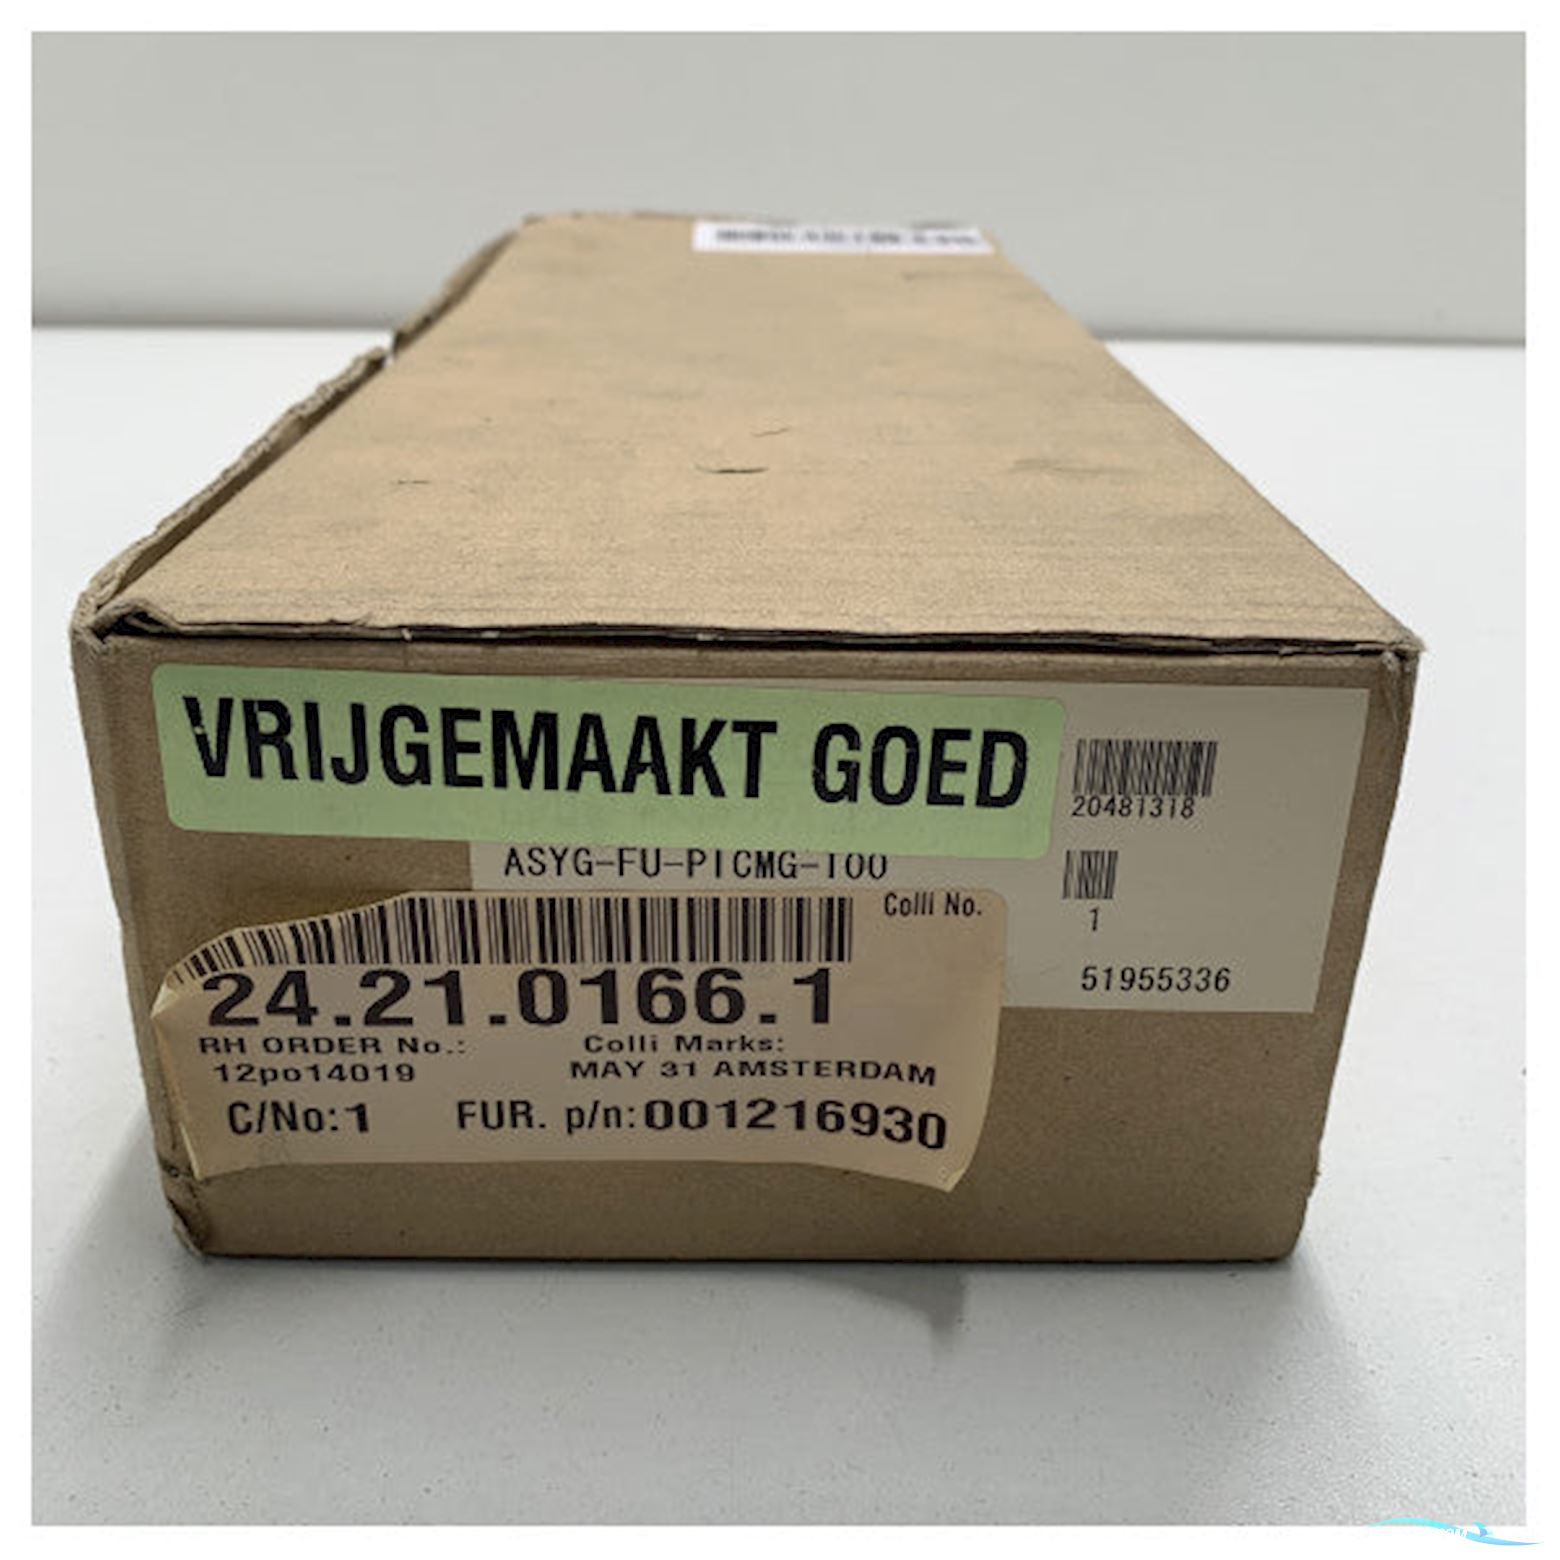 VRIJGEMAAKT GOED
20481318
ASYG-FU-PICMG-T00
1
51955336
Colli No.
24.21.0166.1
RH ORDER No.: Colli Marks:
12po14019 MAY 31 AMSTERDAM
C/No:1 FUR. p/n:001216930